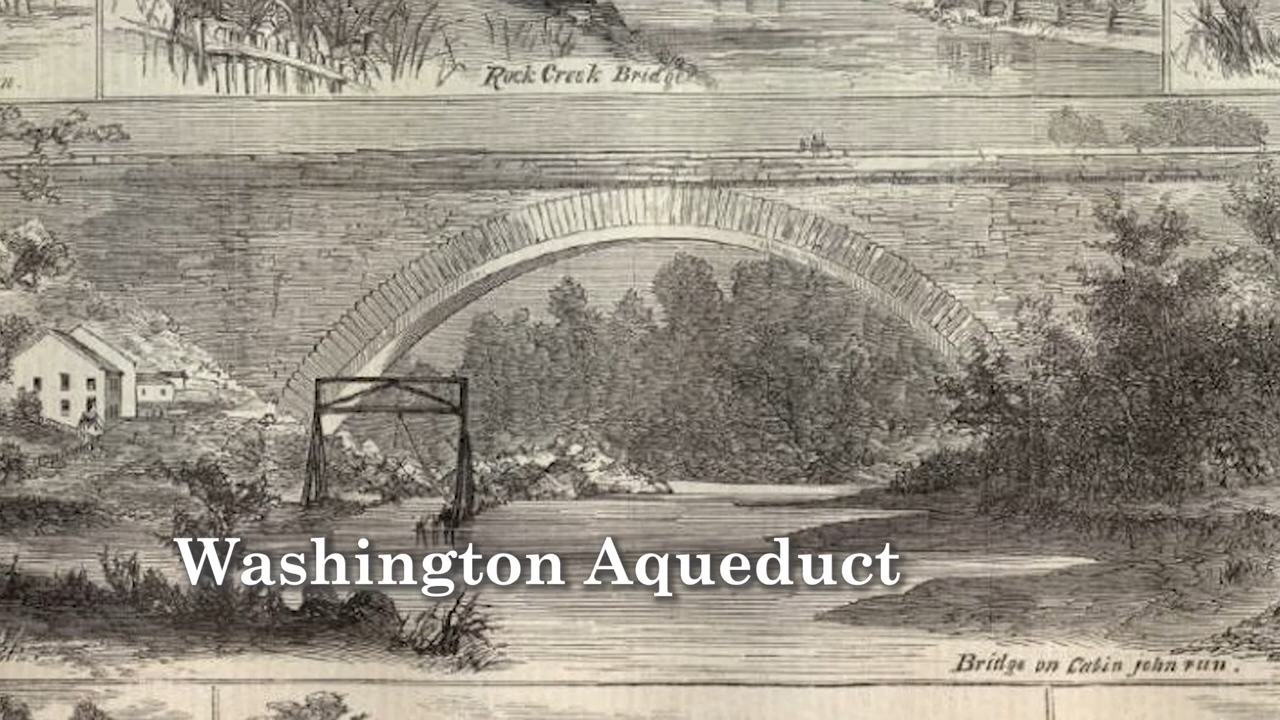 Rock Creek Bridge
Washington Aqueduct
Bridge on Cabin john run.